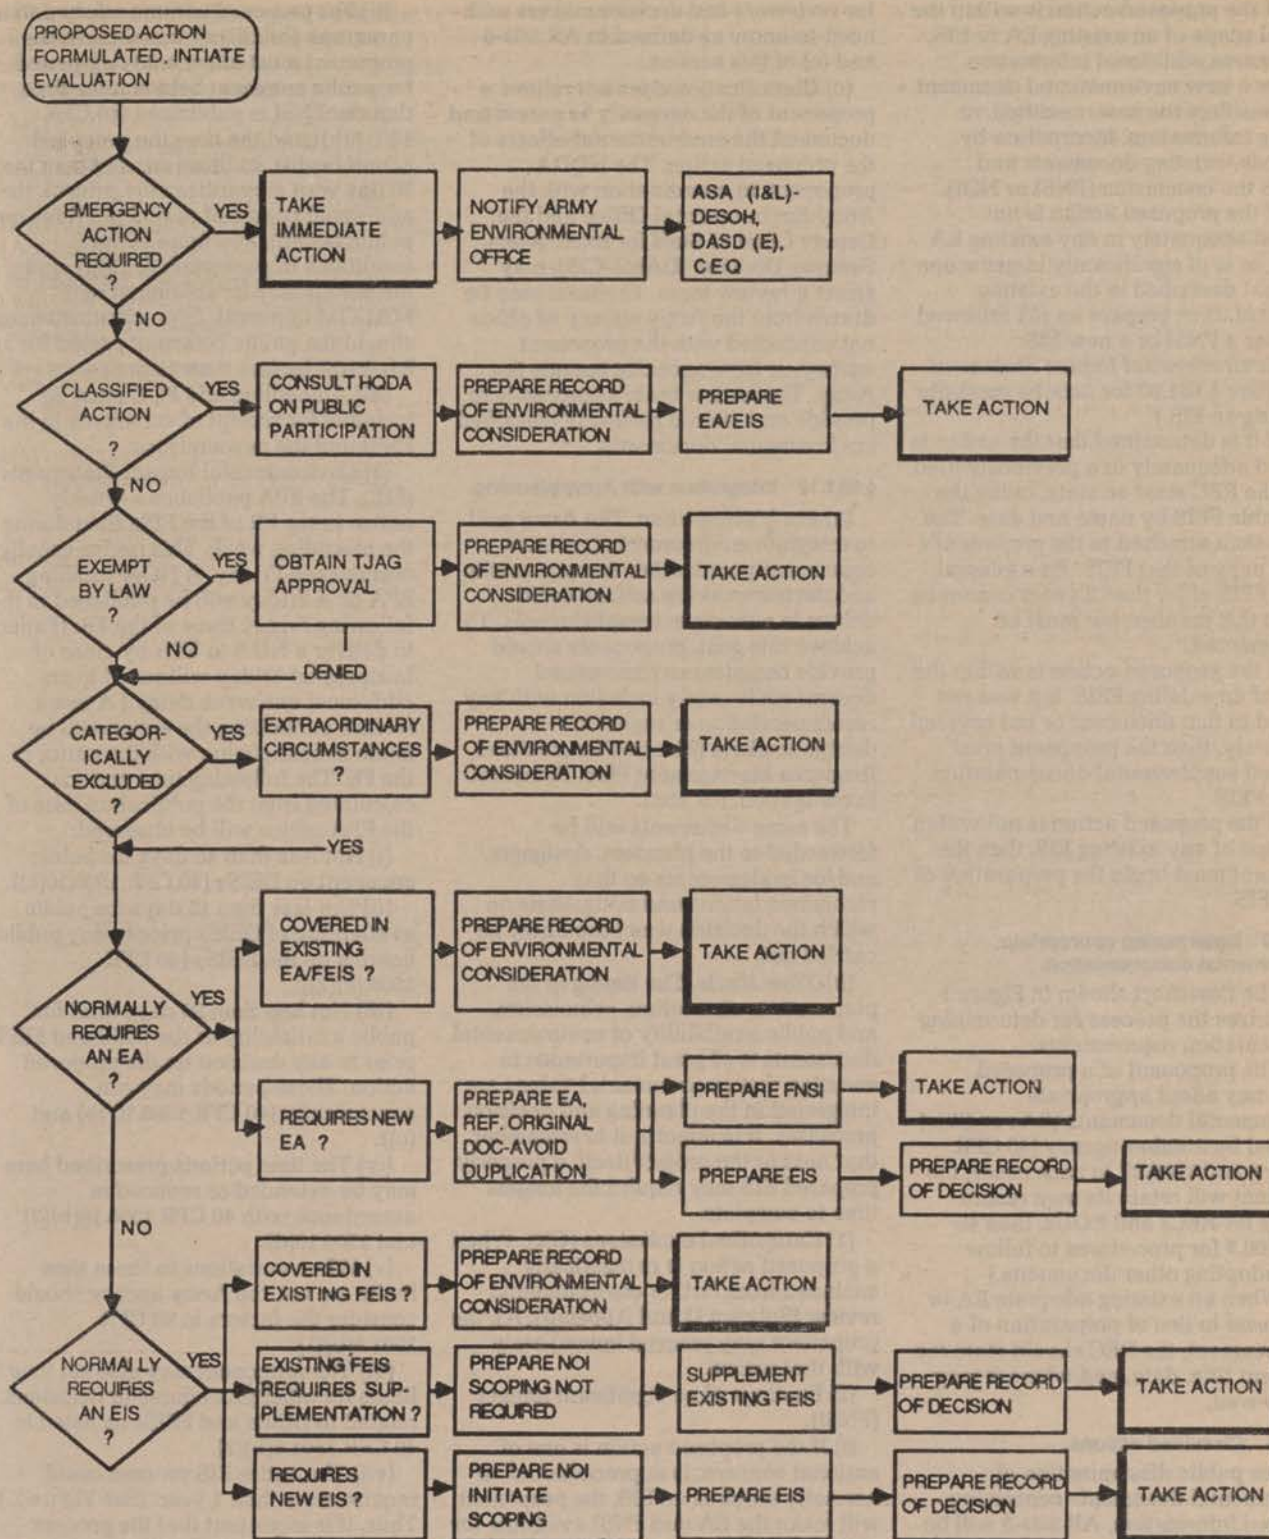 PROPOSED ACTION
FORMULATED, INTIATE
EVALUATION
EMERGENCY
ACTION
REQUIRED
?
YES
TAKE
IMMEDIATE
ACTION
NOTIFY ARMY
ENVIRONMENTAL
OFFICE
ASA (I&L)-
DESOH,
DASD (E),
CEQ
NO
CLASSIFIED
ACTION
?
YES
CONSULT HQDA
ON PUBLIC
PARTICIPATION
PREPARE RECORD
OF ENVIRONMENTAL
CONSIDERATION
PREPARE
EA/EIS
TAKE ACTION
NO
EXEMPT
BY LAW
?
YES
OBTAIN TJAG
APPROVAL
PREPARE RECORD
OF ENVIRONMENTAL
CONSIDERATION
TAKE ACTION
NO
DENIED
CATEGOR-
ICALLY
EXCLUDED
?
YES
EXTRAORDINARY
CIRCUMSTANCES
?
PREPARE RECORD
OF ENVIRONMENTAL
CONSIDERATION
TAKE ACTION
YES
NORMALLY
REQUIRES
AN EA
?
YES
COVERED IN
EXISTING
EA/FEIS ?
PREPARE RECORD
OF ENVIRONMENTAL
CONSIDERATION
TAKE ACTION
REQUIRES NEW
EA ?
PREPARE EA,
REF. ORIGINAL
DOC-AVOID
DUPLICATION
PREPARE FNSI
TAKE ACTION
PREPARE EIS
PREPARE RECORD
OF DECISION
TAKE ACTION
NO
NORMALLY
REQUIRES
AN EIS
?
YES
COVERED IN
EXISTING FEIS ?
PREPARE RECORD
OF ENVIRONMENTAL
CONSIDERATION
TAKE ACTION
EXISTING FEIS
REQUIRES SUP-
PLEMENTATION ?
PREPARE NOI
SCOPING NOT
REQUIRED
SUPPLEMENT
EXISTING FEIS
PREPARE RECORD
OF DECISION
TAKE ACTION
REQUIRES
NEW EIS ?
PREPARE NOI
INITIATE
SCOPING
PREPARE EIS
PREPARE RECORD
OF DECISION
TAKE ACTION